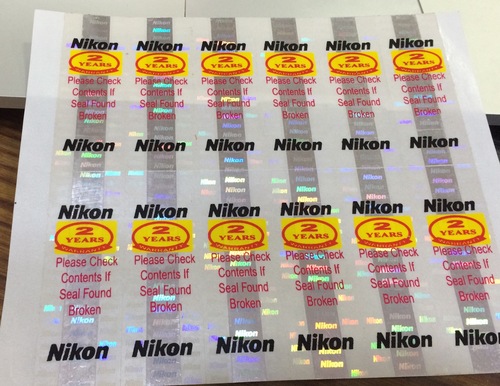 Nikon Nikon Nikon Nikon Nikon Nikon
2 2 2 2 2 2
YEARS YEARS YEARS YEARS YEARS YEARS
Please Check Please Check Please Check Please Check Please Check Please Check
Contents If Contents If Contents If Contents If Contents If Contents If
Seal Found Seal Found Seal Found Seal Found Seal Found Seal Found
Broken Broken Broken Broken Broken Broken
Nikon Nikon Nikon Nikon Nikon Nikon
Nikon Nikon Nikon Nikon Nikon Nikon
2 2 2 2 2 2
YEARS YEARS YEARS YEARS YEARS YEARS
Please Check Please Check Please Check Please Check Please Check Please Check
Contents If Contents If Contents If Contents If Contents If Contents If
Seal Found Seal Found Seal Found Seal Found Seal Found Seal Found
Broken Broken Broken Broken Broken Broken
Nikon Nikon Nikon Nikon Nikon Nikon